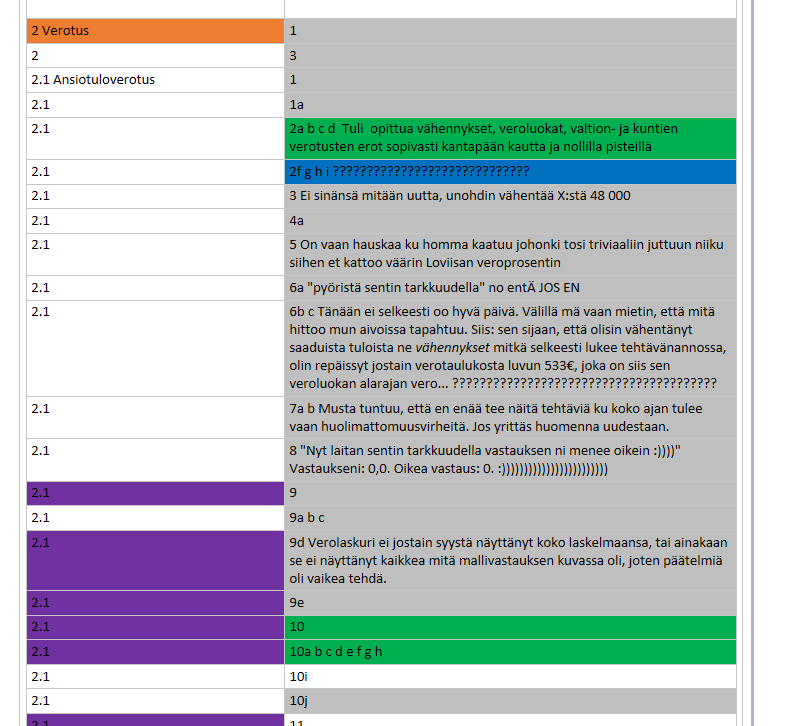 2 Verotus 1
2 3
2.1 Ansiotuloverotus 1
2.1 1a
2.1 2a b c d  Tuli  opittua vähennykset, veroluokat, valtion- ja kuntien
verotusten erot sopivasti kantapään kautta ja nollilla pisteillä
2.1 2f g h i ?????????????????????????????
2.1 3 Ei sinänsä mitään uutta, unohdin vähentää X:stä 48 000
2.1 4a
2.1 5 On vaan hauskaa ku homma kaatuu johonki tosi triviaaliin juttuun niiku
siihen et kattoo väärin Loviisan veroprosentin
2.1 6a "pyöristä sentin tarkkuudella" no entÄ JOS EN
2.1 6b c Tänään ei selkeesti oo hyvä päivä. Välillä mä vaan mietin, että mitä
hittoo mun aivoissa tapahtuu. Siis: sen sijaan, että olisin vähentänyt
saaduista tuloista ne vähennykset mitkä selkeesti lukee tehtävänannossa,
olin repäissyt jostain verotaulukosta luvun 533€, joka on siis sen
veroluokan alarajan vero... ???????????????????????????????????????
2.1 7a b Musta tuntuu, että en enää tee näitä tehtäviä ku koko ajan tulee
vaan huolimattomuusvirheitä. Jos yrittäs huomenna uudestaan.
2.1 8 "Nyt laitan sentin tarkkuudella vastauksen ni menee oikein :))))"
Vastaukseni: 0,0. Oikea vastaus: 0. :))))))))))))))))))))))))
2.1 9
2.1 9a b c
2.1 9d Verolaskuri ei jostain syystä näyttänyt koko laskelmaansa, tai ainakaan
se ei näyttänyt kaikkea mitä mallivastauksen kuvassa oli, joten päätelmiä
oli vaikea tehdä.
2.1 9e
2.1 10
2.1 10a b c d e f g h
2.1 10i
2.1 10j
2.1 11